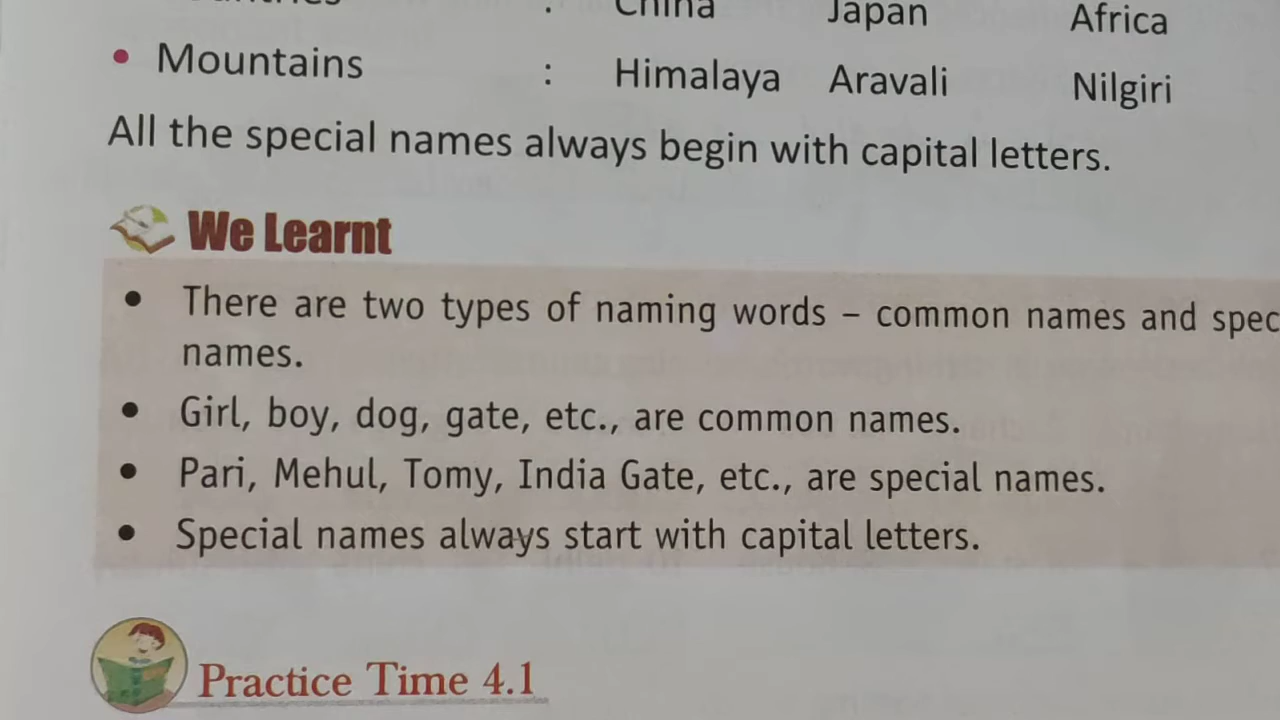 : China Japan Africa
• Mountains : Himalaya Aravali Nilgiri
All the special names always begin with capital letters.
We Learnt
• There are two types of naming words – common names and spec
names.
• Girl, boy, dog, gate, etc., are common names.
• Pari, Mehul, Tomy, India Gate, etc., are special names.
• Special names always start with capital letters.
Practice Time 4.1